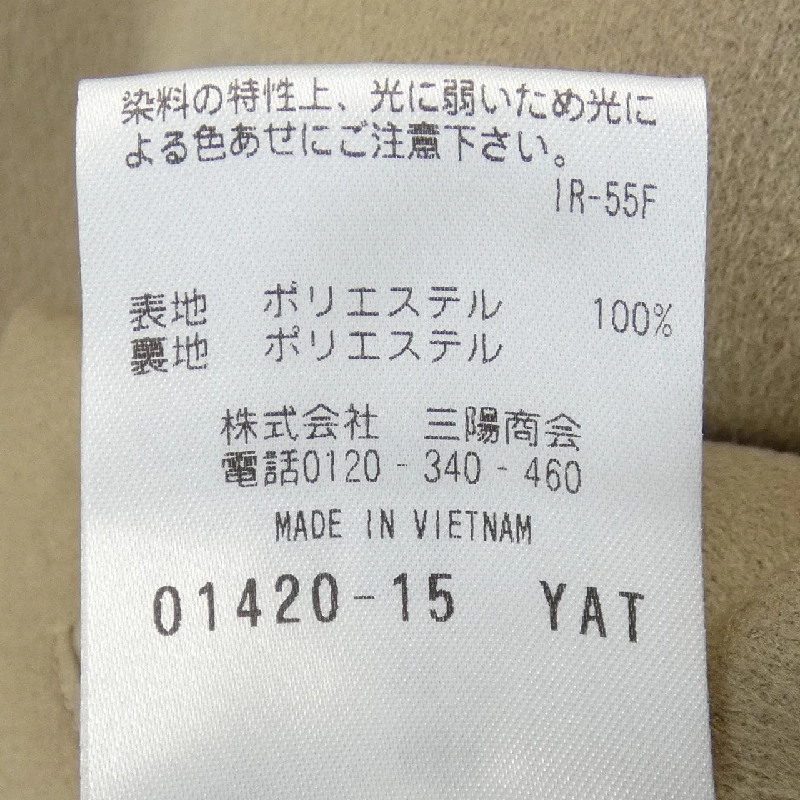 染料の特性上、光に弱いため光に
よる色あせにご注意下さい。
IR-55F
表地 ポリエステル 100%
裏地 ポリエステル
株式会社 三陽商会
電話0120-340-460
MADE IN VIETNAM
01420-15 YAT